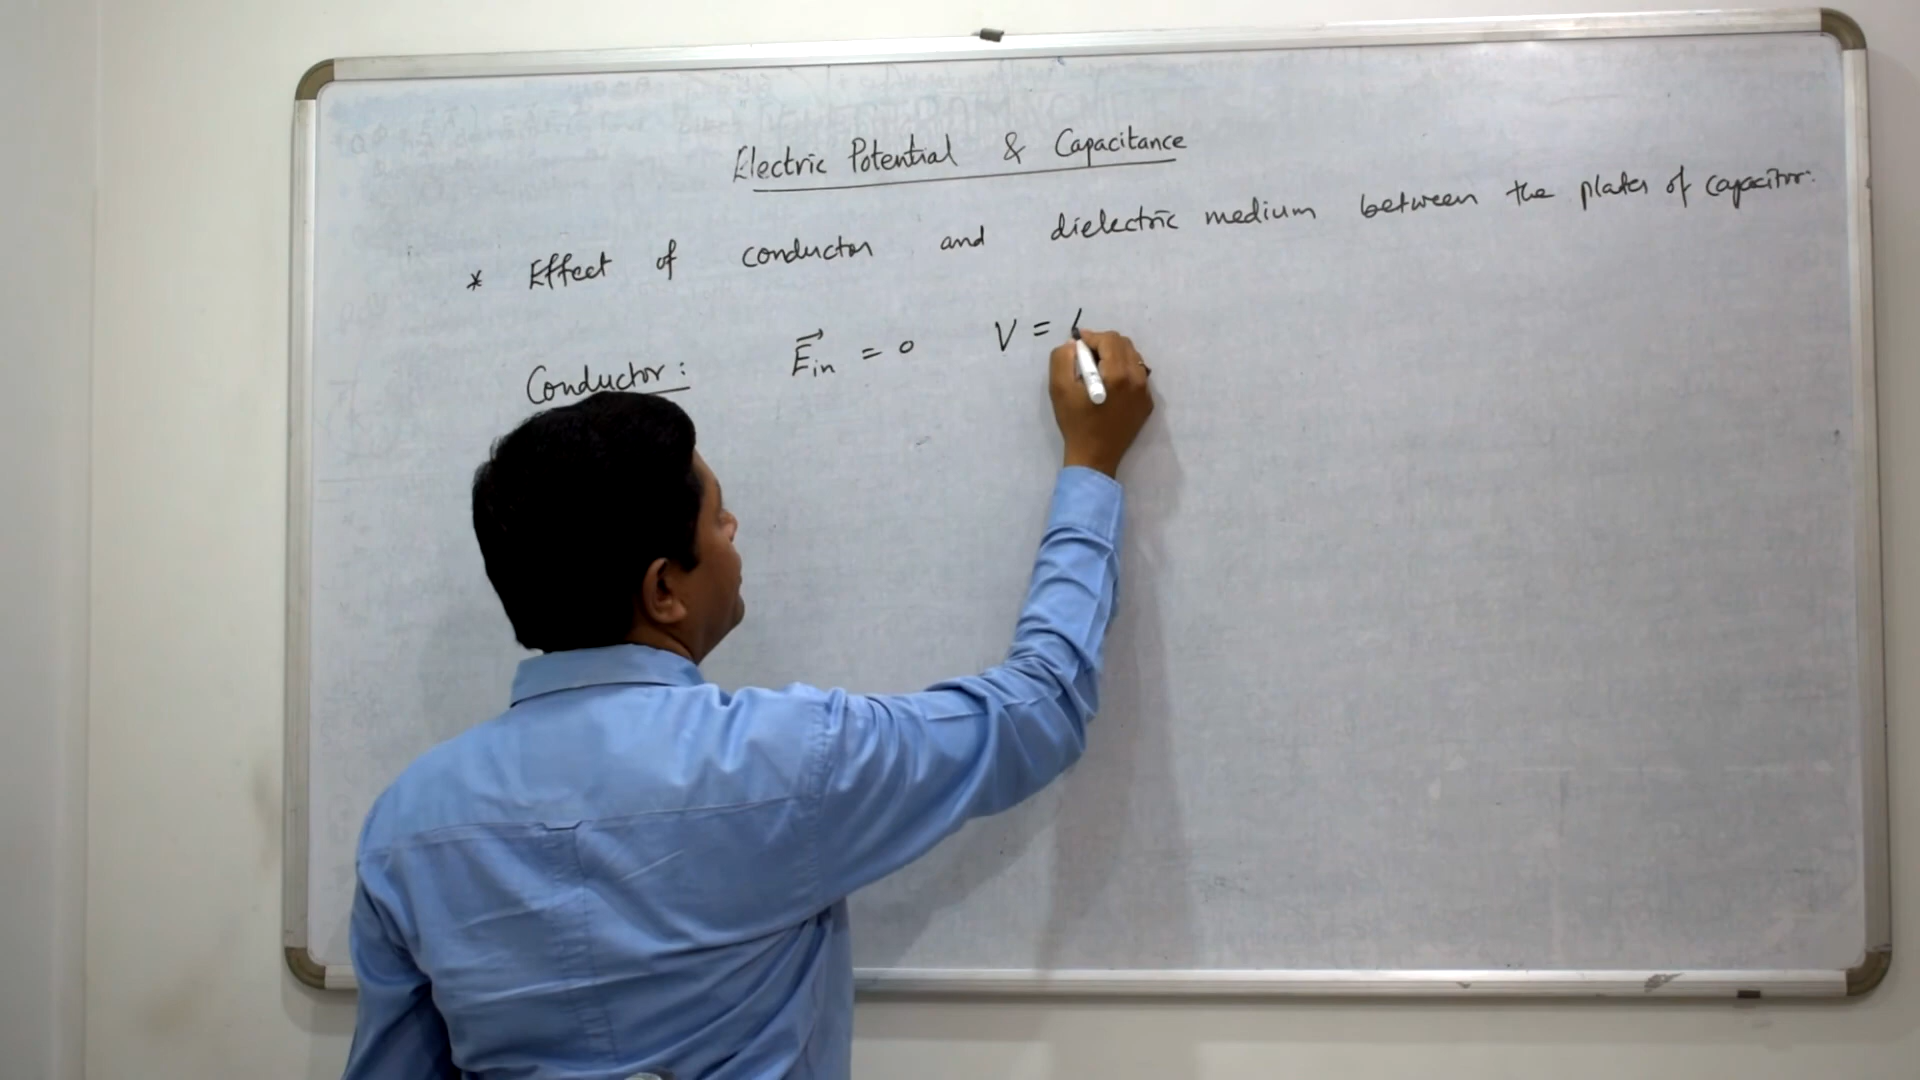 Electric Potential & Capacitance
* Effect of conductor and dielectric medium between the plates of capacitor:
Conductor: E⃗in = 0 V =